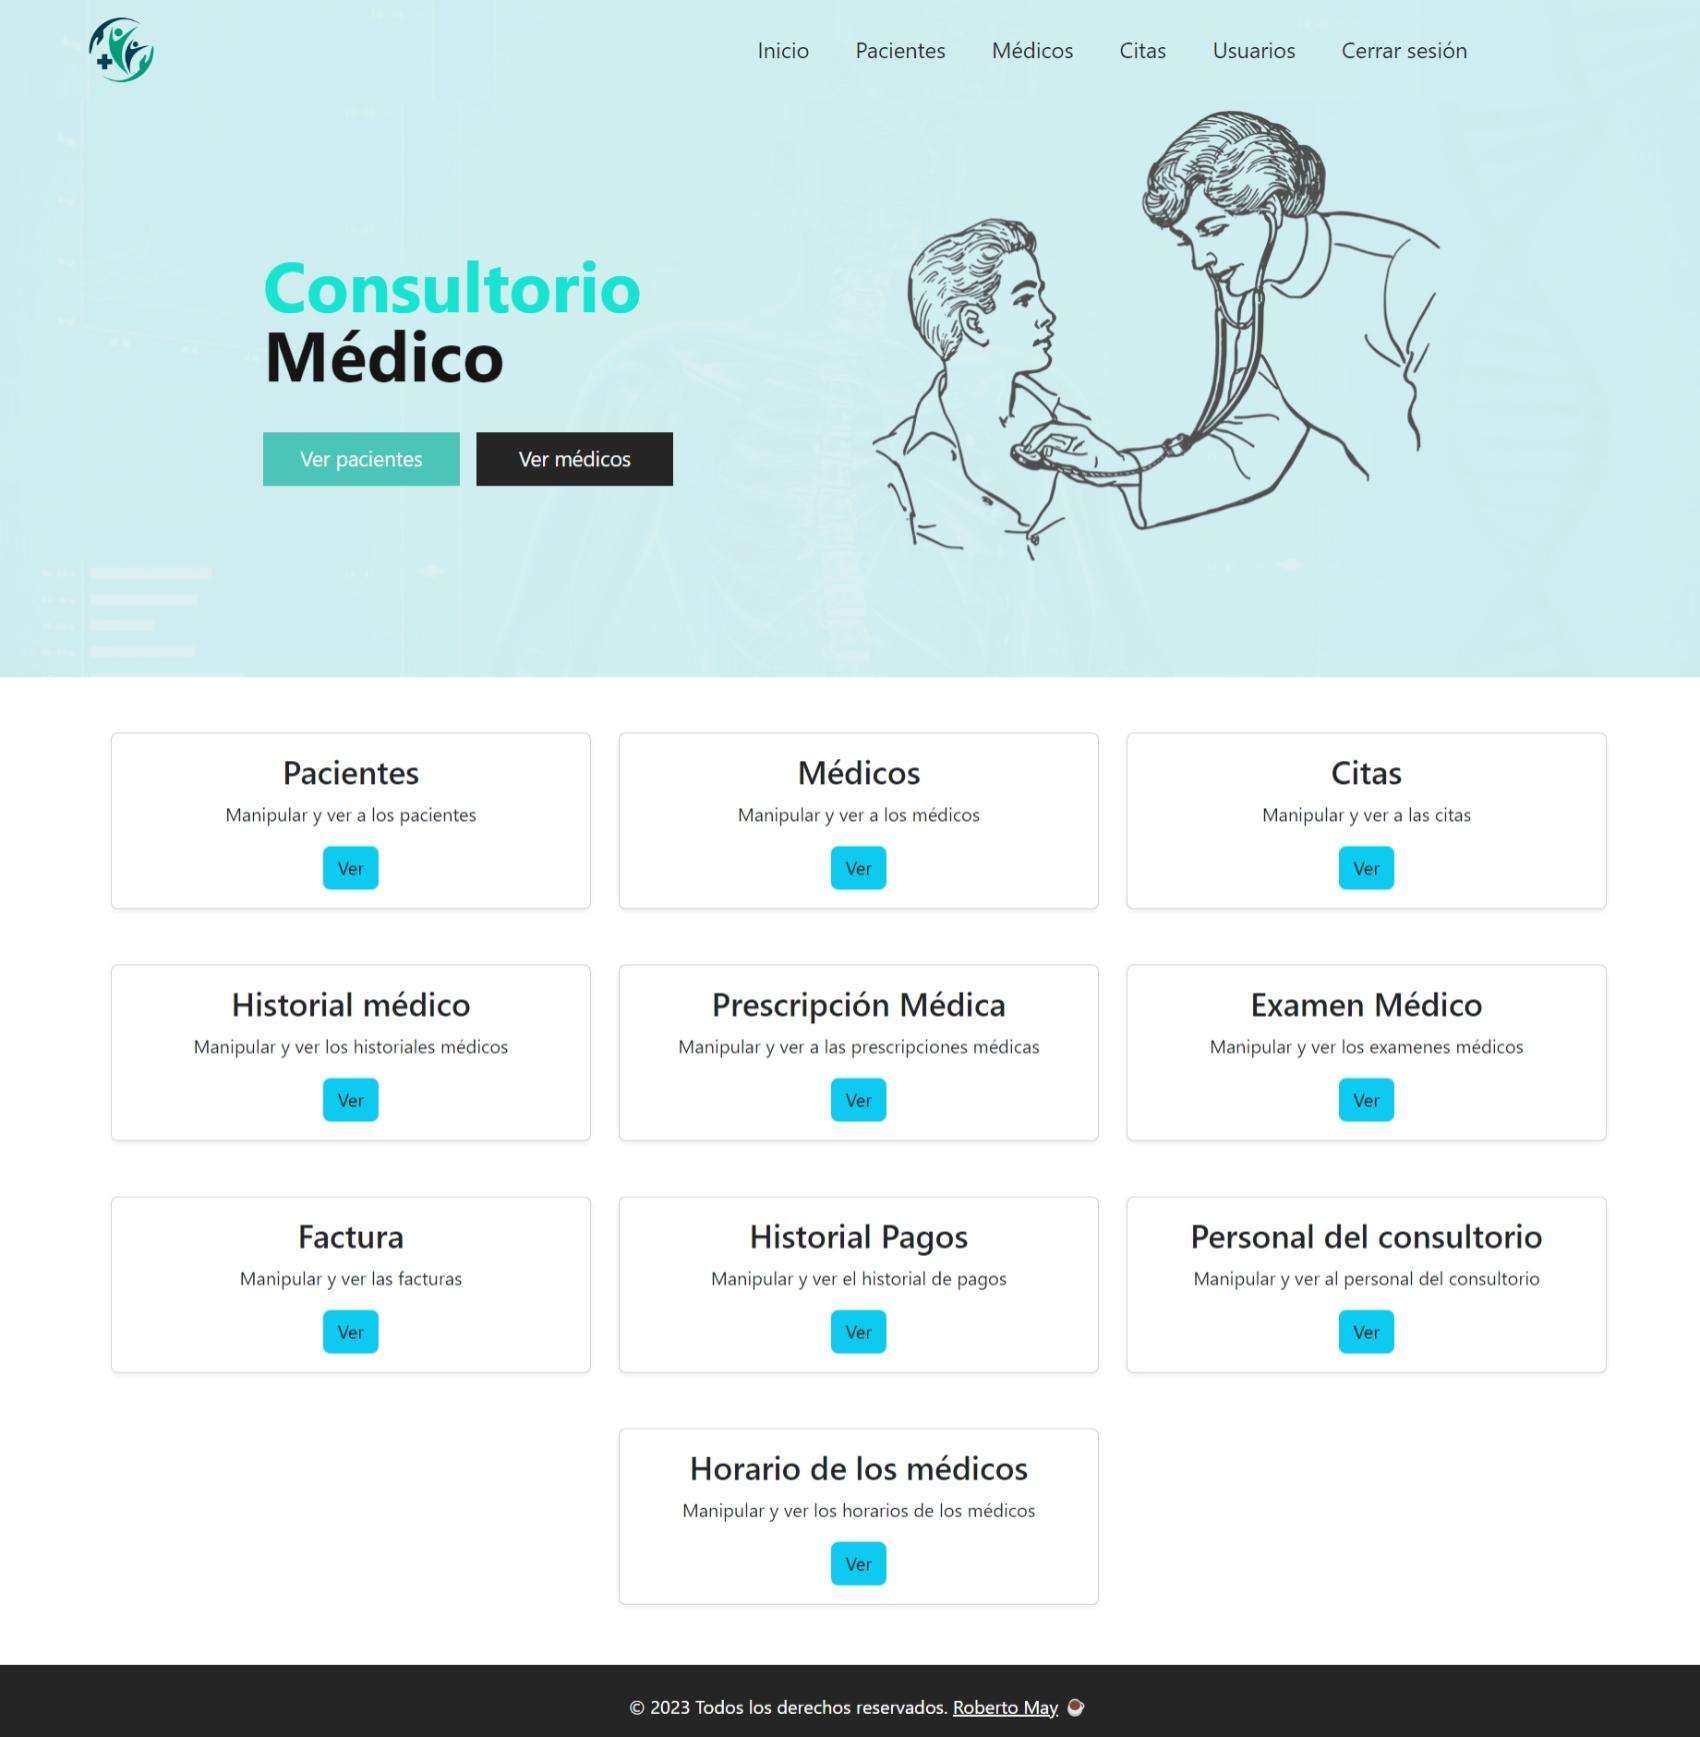 Inicio Pacientes Médicos Citas Usuarios Cerrar sesión
Consultorio
Médico
Ver pacientes Ver médicos
Pacientes
Manipular y ver a los pacientes
Ver
Médicos
Manipular y ver a los médicos
Ver
Citas
Manipular y ver a las citas
Ver
Historial médico
Manipular y ver los historiales médicos
Ver
Prescripción Médica
Manipular y ver a las prescripciones médicas
Ver
Examen Médico
Manipular y ver los examenes médicos
Ver
Factura
Manipular y ver las facturas
Ver
Historial Pagos
Manipular y ver el historial de pagos
Ver
Personal del consultorio
Manipular y ver al personal del consultorio
Ver
Horario de los médicos
Manipular y ver los horarios de los médicos
Ver
© 2023 Todos los derechos reservados. Roberto May